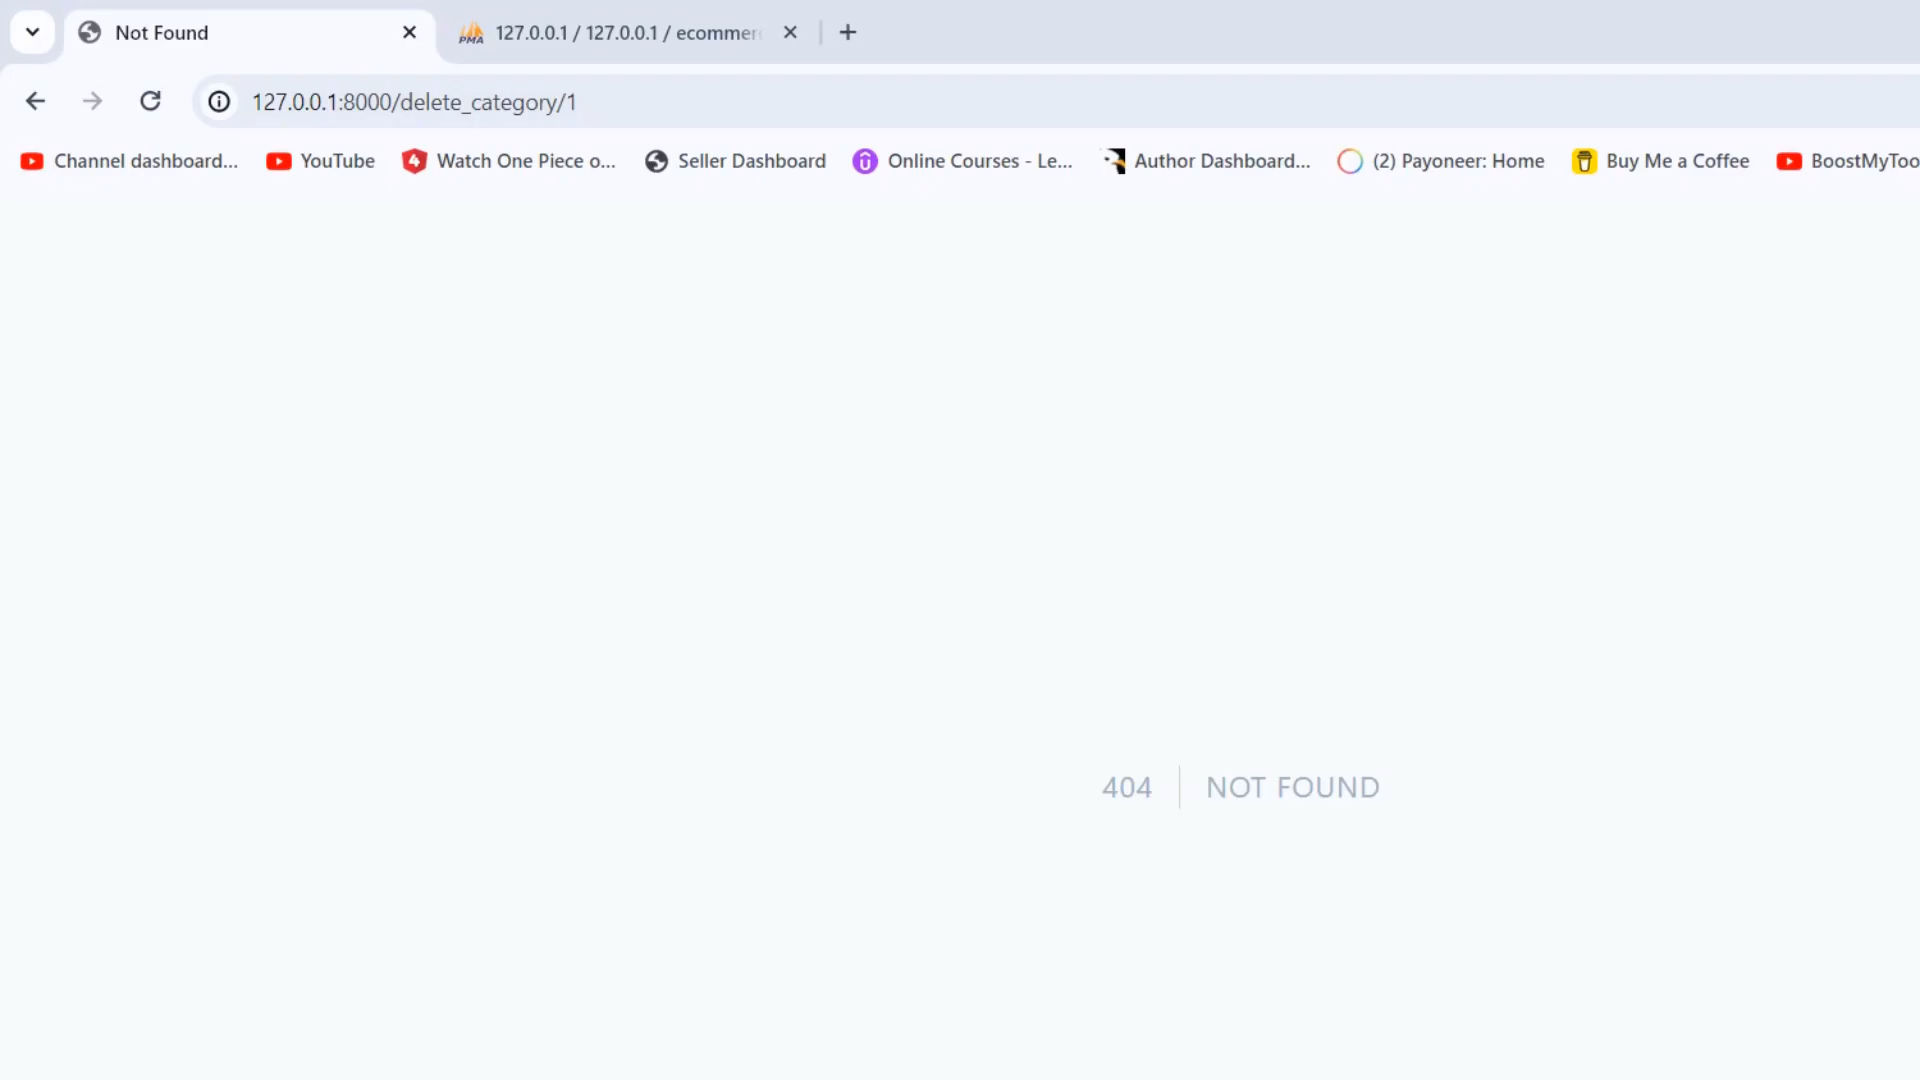 Not Found
127.0.0.1 / 127.0.0.1 / ecommer
127.0.0.1:8000/delete_category/1
Channel dashboard... YouTube Watch One Piece o... Seller Dashboard Online Courses - Le... Author Dashboard... (2) Payoneer: Home Buy Me a Coffee BoostMyToo
404 NOT FOUND